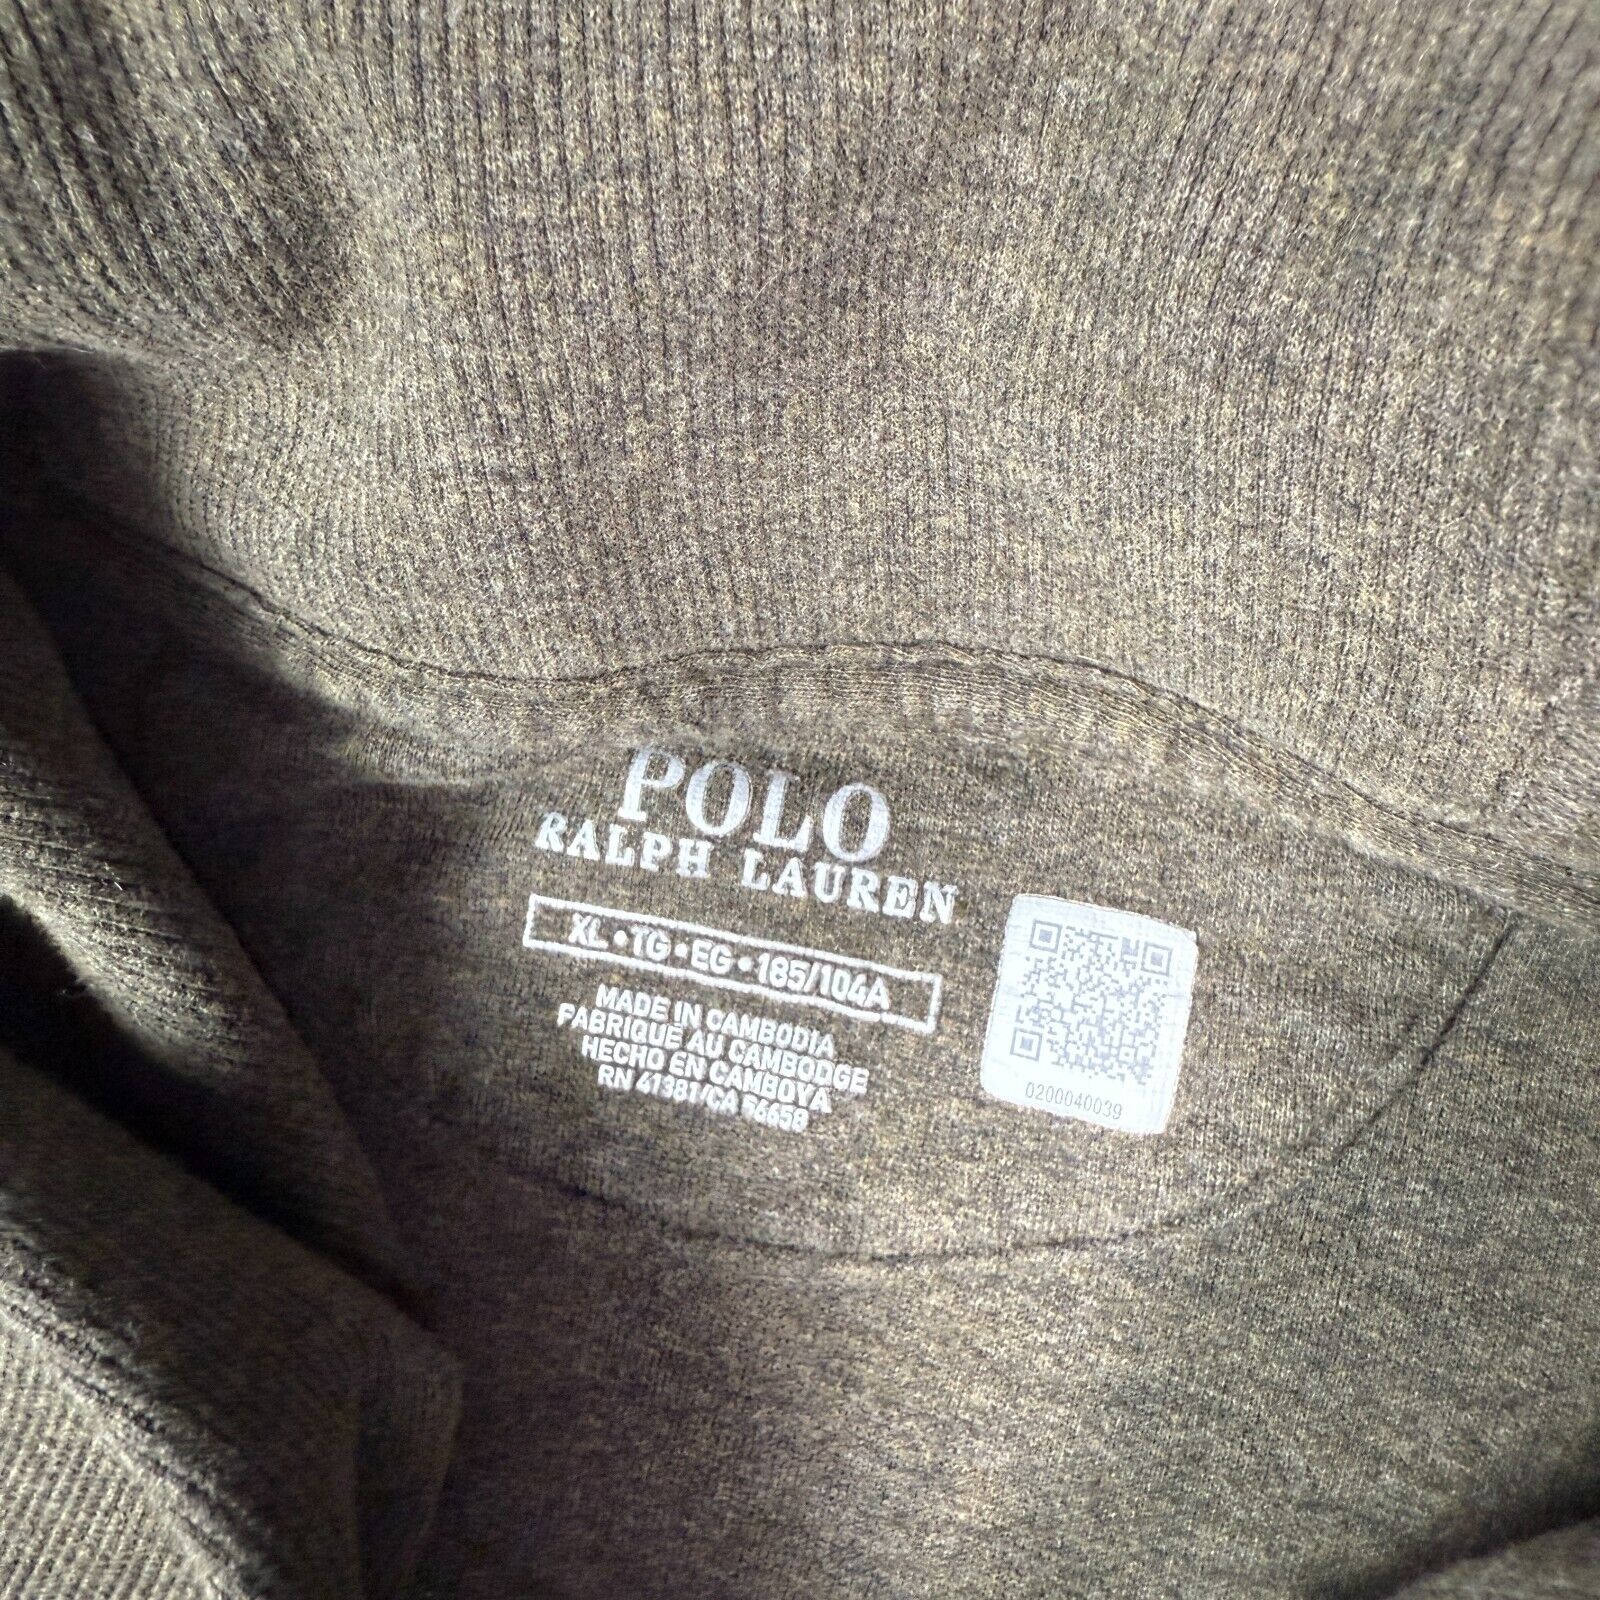 POLO
RALPH LAUREN
XL • TG • EG • 185/104A
MADE IN CAMBODIA
FABRIQUÉ AU CAMBODGE
HECHO EN CAMBOYA
RN 41381/CA 56658
0200040039